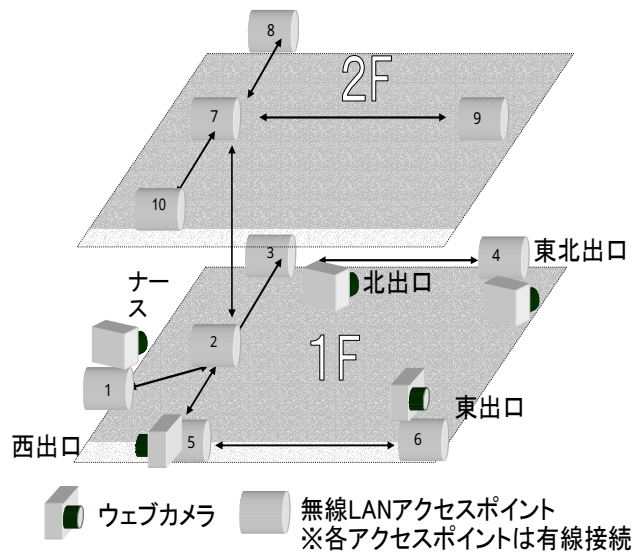 8
2F
7
9
10
3
4
東北出口
北出口
ナー
ス
2
1F
1
東出口
西出口
5
6
ウェブカメラ
無線LANアクセスポイント
※各アクセスポイントは有線接続